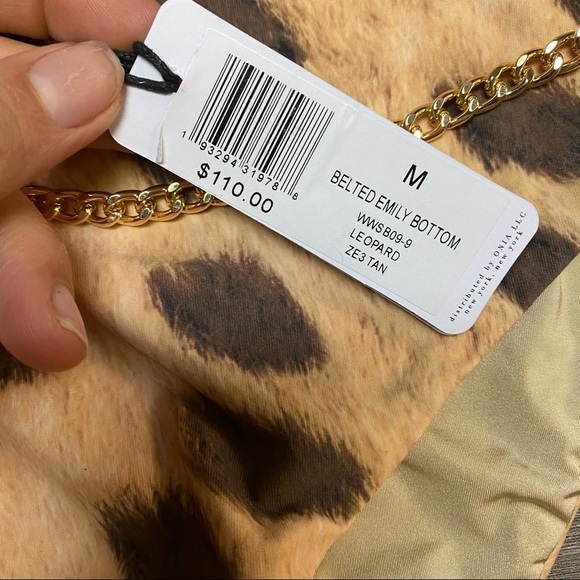 1 93294 31978 8
$110.00
M
BELTED EMILY BOTTOM
WWSB09-9
LEOPARD
ZE3 TAN
distributed by ONIA LLC
new york, new york